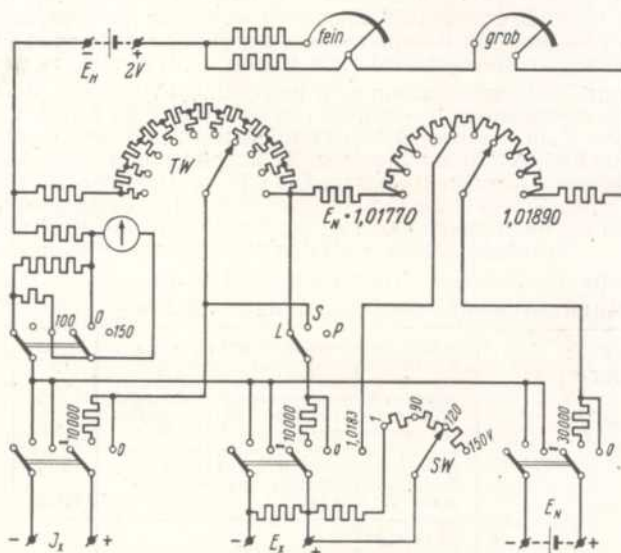 fein
grob
− +
E_H 2V
TW
E_N = 1,01770
1,01890
100
0
150
S
L
P
10000
0
10000
0
1,0183
1
90
120
150V
SW
30000
0
− J_x +
− E_x +
E_N
− +